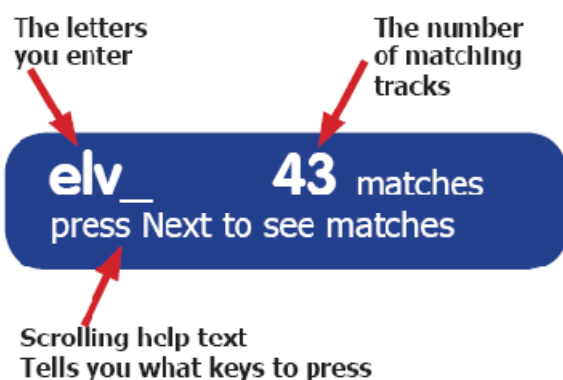 The letters
you enter
The number
of matching
tracks
elv_ 43 matches
press Next to see matches
Scrolling help text
Tells you what keys to press